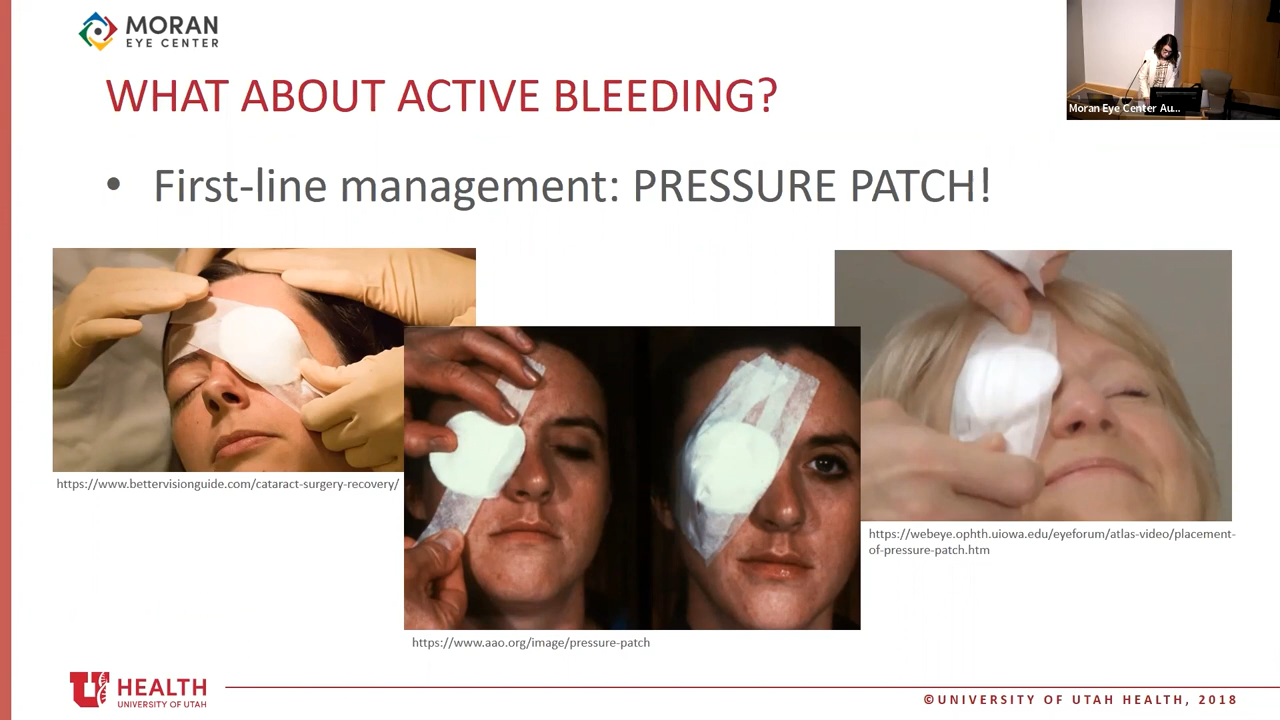 MORAN
EYE CENTER
Moran Eye Center Au...
WHAT ABOUT ACTIVE BLEEDING?
• First-line management: PRESSURE PATCH!
https://www.bettervisionguide.com/cataract-surgery-recovery/
https://webeye.ophth.uiowa.edu/eyeforum/atlas-video/placement-
of-pressure-patch.htm
https://www.aao.org/image/pressure-patch
U HEALTH
UNIVERSITY OF UTAH
©UNIVERSITY OF UTAH HEALTH, 2018